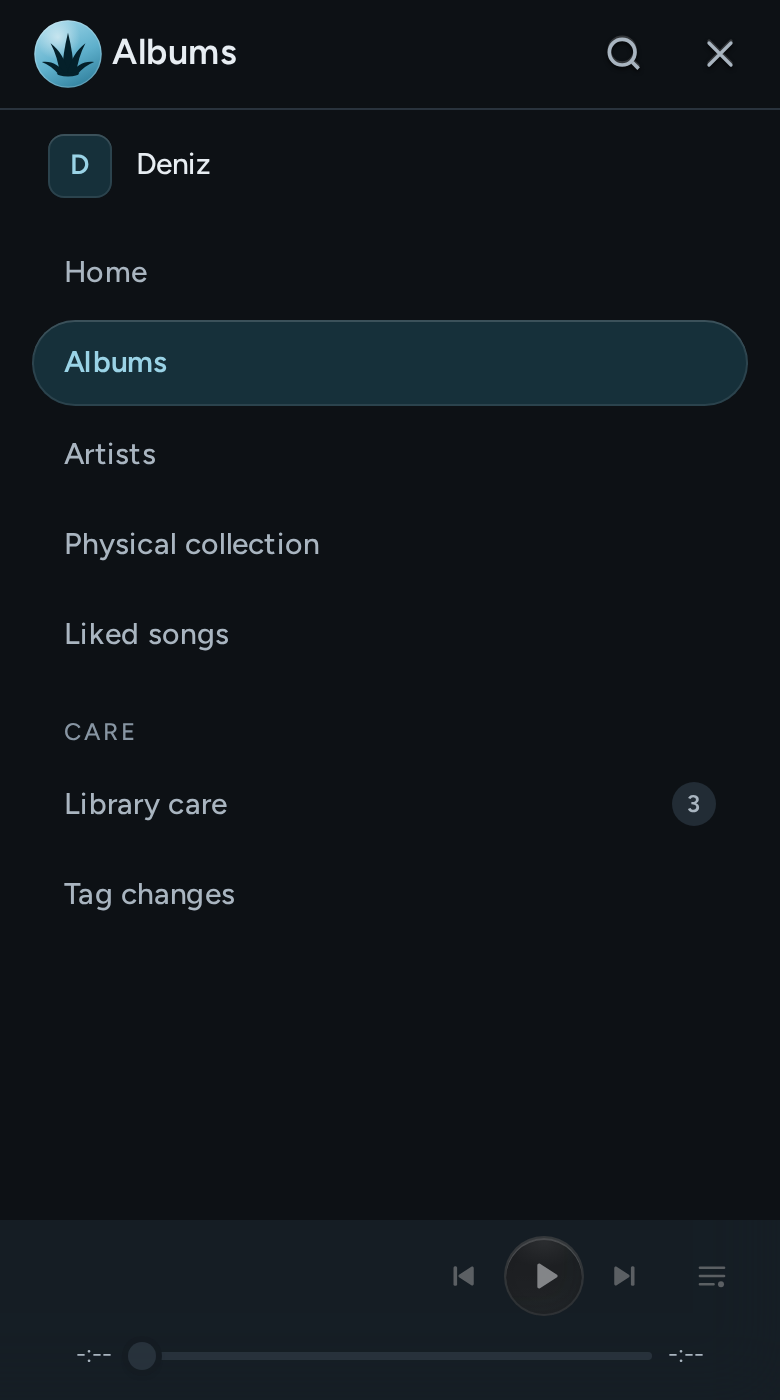 Albums
D
Deniz
Home
Albums
Artists
Physical collection
Liked songs
CARE
Library care
3
Tag changes
-:--
-:--